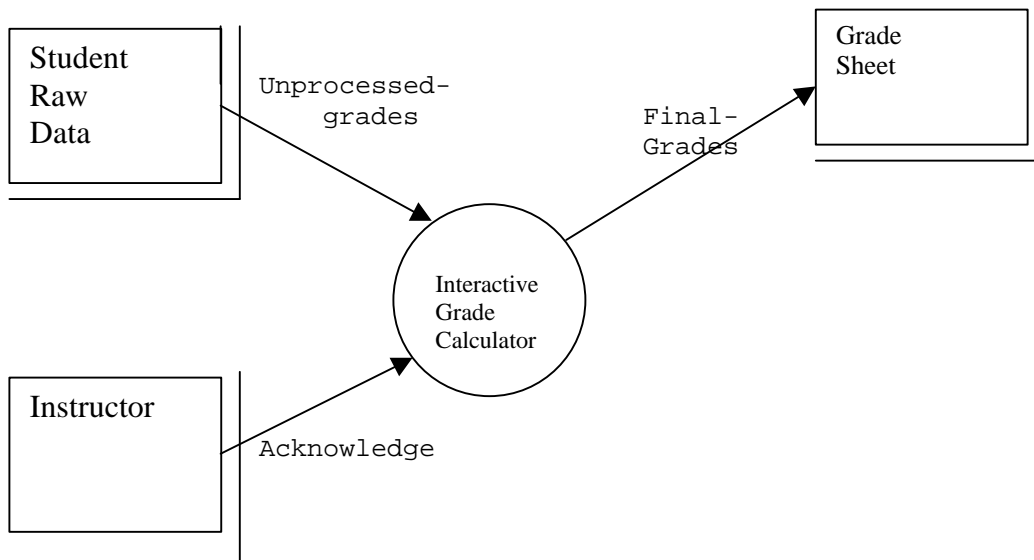 Student
Raw
Data
Unprocessed-
grades
Final-
Grades
Grade
Sheet
Interactive
Grade
Calculator
Instructor
Acknowledge